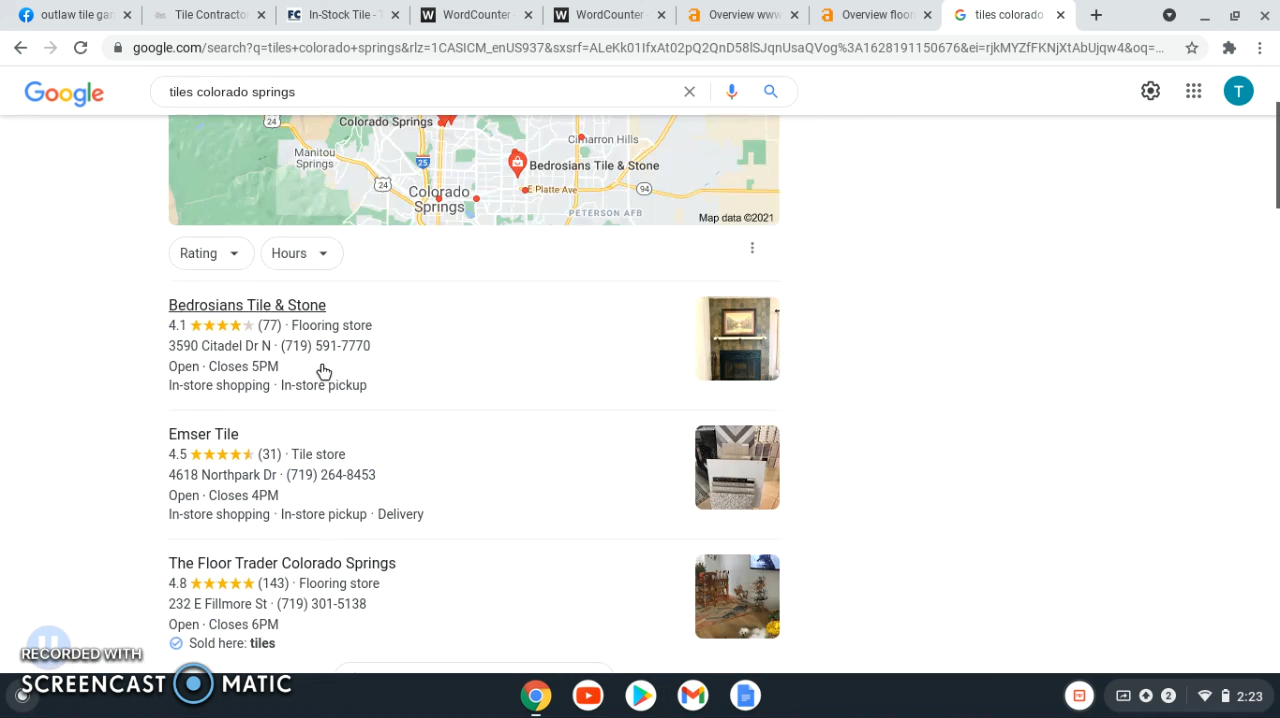 outlaw tile gan
Tile Contractor
In-Stock Tile - T
WordCounter -
WordCounter -
Overview www
Overview floor
tiles colorado
google.com/search?q=tiles+colorado+springs&rlz=1CASICM_enUS937&sxsrf=ALeKk01IfxAt02pQ2QnD58lSJqnUsaQVog%3A1628191150676&ei=rjkMYZfFKNjXtAbUjqw4&oq=...
Google
tiles colorado springs
T
24
Colorado Springs
Cimarron Hills
Manitou
Springs
25
Bedrosians Tile & Stone
24
E Platte Ave
94
Colorado
Springs
PETERSON AFB
Map data ©2021
Rating
Hours
Bedrosians Tile & Stone
4.1 (77) · Flooring store
3590 Citadel Dr N · (719) 591-7770
Open · Closes 5PM
In-store shopping · In-store pickup
Emser Tile
4.5 (31) · Tile store
4618 Northpark Dr · (719) 264-8453
Open · Closes 4PM
In-store shopping · In-store pickup · Delivery
The Floor Trader Colorado Springs
4.8 (143) · Flooring store
232 E Fillmore St · (719) 301-5138
Open · Closes 6PM
Sold here: tiles
RECORDED WITH
SCREENCAST MATIC
2
2:23